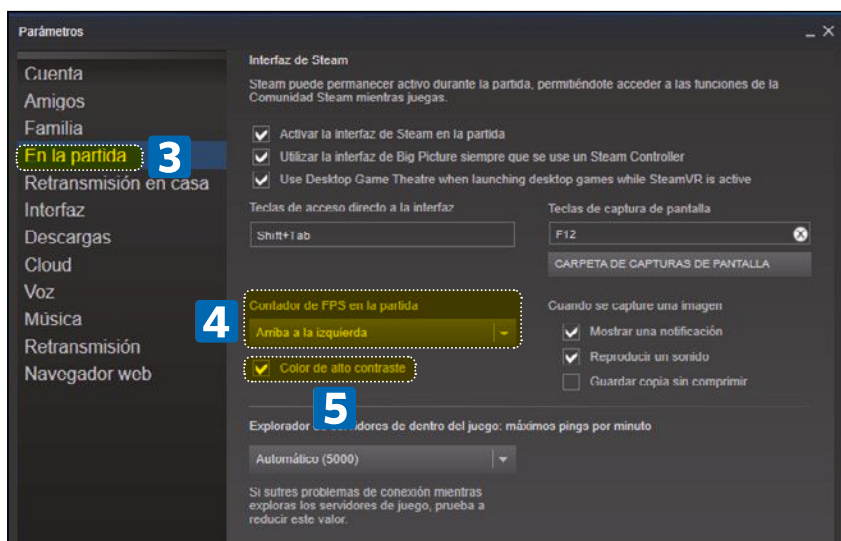 Parámetros
Cuenta
Amigos
Familia
En la partida
3
Retransmisión en casa
Interfaz
Descargas
Cloud
Voz
Música
Retransmisión
Navegador web
Interfaz de Steam
Steam puede permanecer activo durante la partida, permitiéndote acceder a las funciones de la
Comunidad Steam mientras juegas.
Activar la interfaz de Steam en la partida
Utilizar la interfaz de Big Picture siempre que se use un Steam Controller
Use Desktop Game Theatre when launching desktop games while SteamVR is active
Teclas de acceso directo a la interfaz
Shift+Tab
Teclas de captura de pantalla
F12
CARPETA DE CAPTURAS DE PANTALLA
4
Contador de FPS en la partida
Arriba a la izquierda
Color de alto contraste
5
Cuando se capture una imagen
Mostrar una notificación
Reproducir un sonido
Guardar copia sin comprimir
Explorador de servidores de dentro del juego: máximos pings por minuto
Automático (5000)
Si sufres problemas de conexión mientras
exploras los servidores de juego, prueba a
reducir este valor.